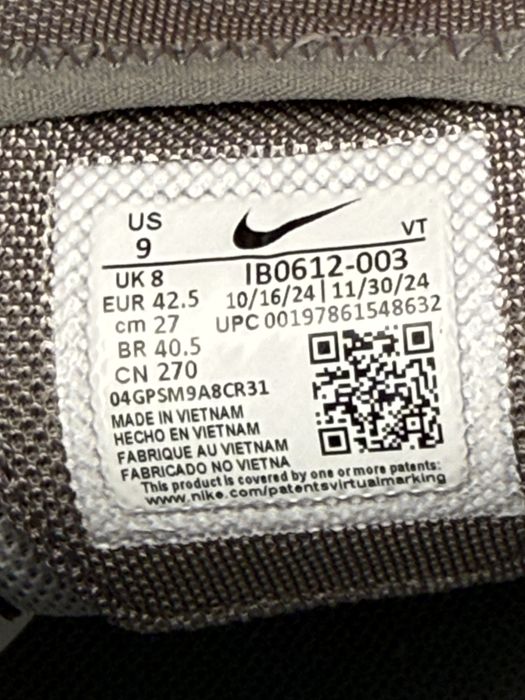 US
9
VT
UK 8
IB0612-003
EUR 42.5
10/16/24 | 11/30/24
cm 27
UPC 00197861548632
BR 40.5
CN 270
04GPSM9A8CR31
MADE IN VIETNAM
HECHO EN VIETNAM
FABRIQUE AU VIETNAM
FABRICADO NO VIETNA
This product is covered by one or more patents:
www.nike.com/patentsvirtualmarking